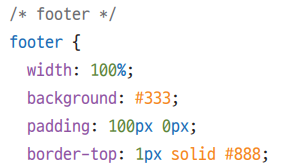 /* footer */
footer {
  width: 100%;
  background: #333;
  padding: 100px 0px;
  border-top: 1px solid #888;